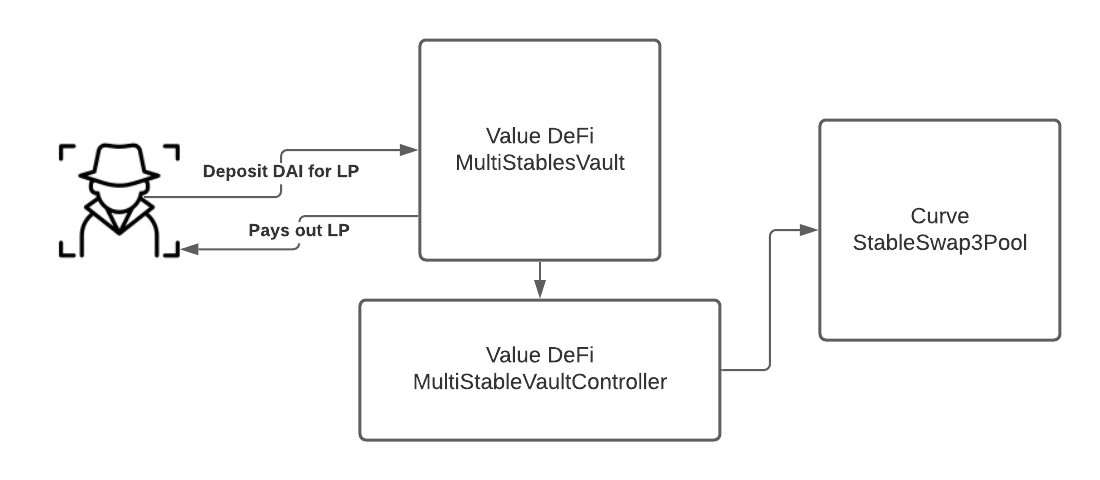 Value DeFi
MultiStablesVault
Deposit DAI for LP
Pays out LP
Curve
StableSwap3Pool
Value DeFi
MultiStableVaultController